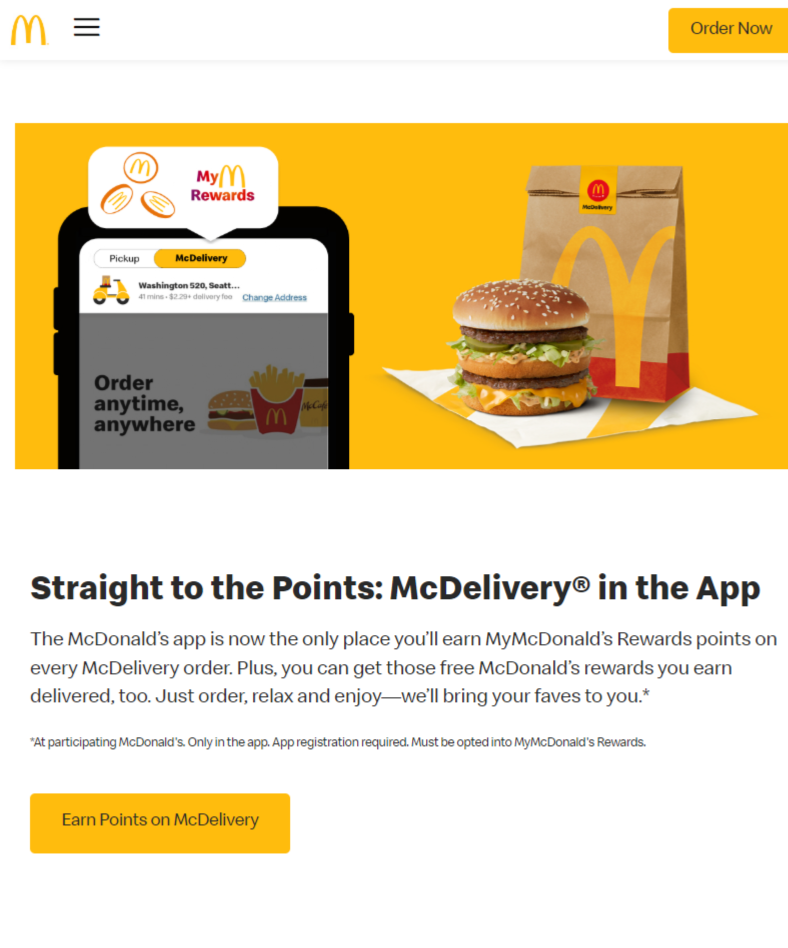 Order Now
My
Rewards
Pickup
McDelivery
Washington 520, Seatt...
41 mins • $2.29+ delivery fee
Change Address
Order
anytime,
anywhere
McCafé
McDelivery
Straight to the Points: McDelivery® in the App
The McDonald’s app is now the only place you’ll earn MyMcDonald’s Rewards points on
every McDelivery order. Plus, you can get those free McDonald’s rewards you earn
delivered, too. Just order, relax and enjoy—we’ll bring your faves to you.*
*At participating McDonald's. Only in the app. App registration required. Must be opted into MyMcDonald's Rewards.
Earn Points on McDelivery